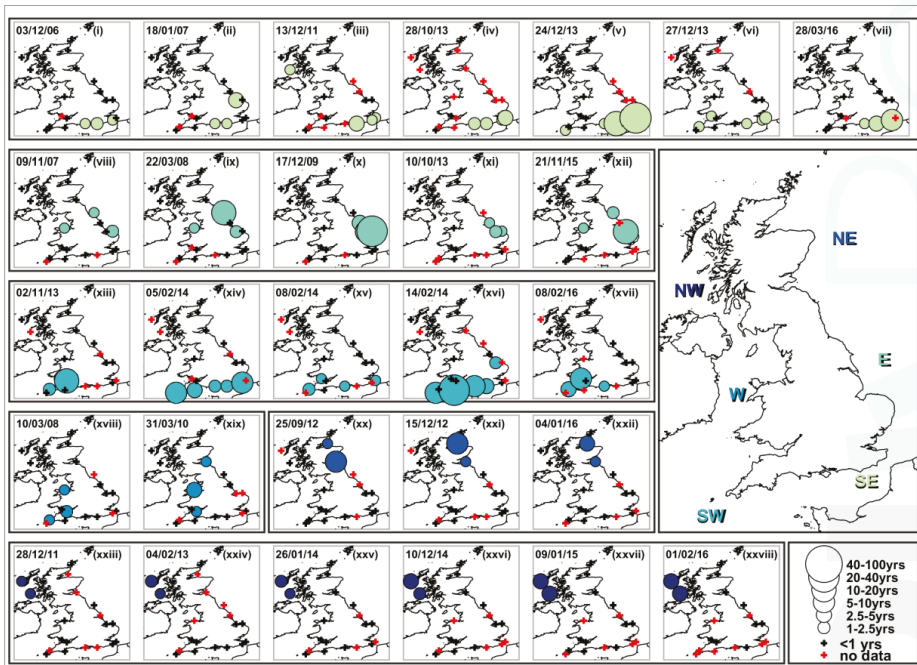 03/12/06 (i) 18/01/07 (ii) 13/12/11 (iii) 28/10/13 (iv) 24/12/13 (v) 27/12/13 (vi) 28/03/16 (vii)
09/11/07 (viii) 22/03/08 (ix) 17/12/09 (x) 10/10/13 (xi) 21/11/15 (xii)
NE
NW
02/11/13 (xiii) 05/02/14 (xiv) 08/02/14 (xv) 14/02/14 (xvi) 08/02/16 (xvii)
E
W
10/03/08 (xviii) 31/03/10 (xix) 25/09/12 (xx) 15/12/12 (xxi) 04/01/16 (xxii)
SE
SW
28/12/11 (xxiii) 04/02/13 (xxiv) 26/01/14 (xxv) 10/12/14 (xxvi) 09/01/15 (xxvii) 01/02/16 (xxviii)
40-100yrs
20-40yrs
10-20yrs
5-10yrs
2.5-5yrs
1-2.5yrs
<1 yrs
no data